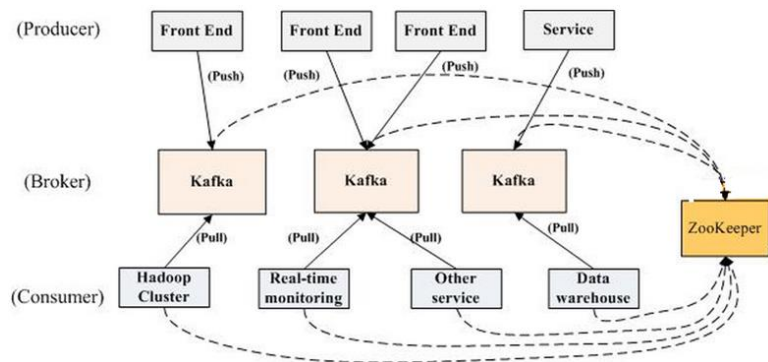 (Producer)
Front End
Front End
Front End
Service
(Push)
(Push)
(Push)
(Push)
(Broker)
Kafka
Kafka
Kafka
ZooKeeper
(Pull)
(Pull)
(Pull)
(Pull)
(Consumer)
Hadoop
Cluster
Real-time
monitoring
Other
service
Data
warehouse